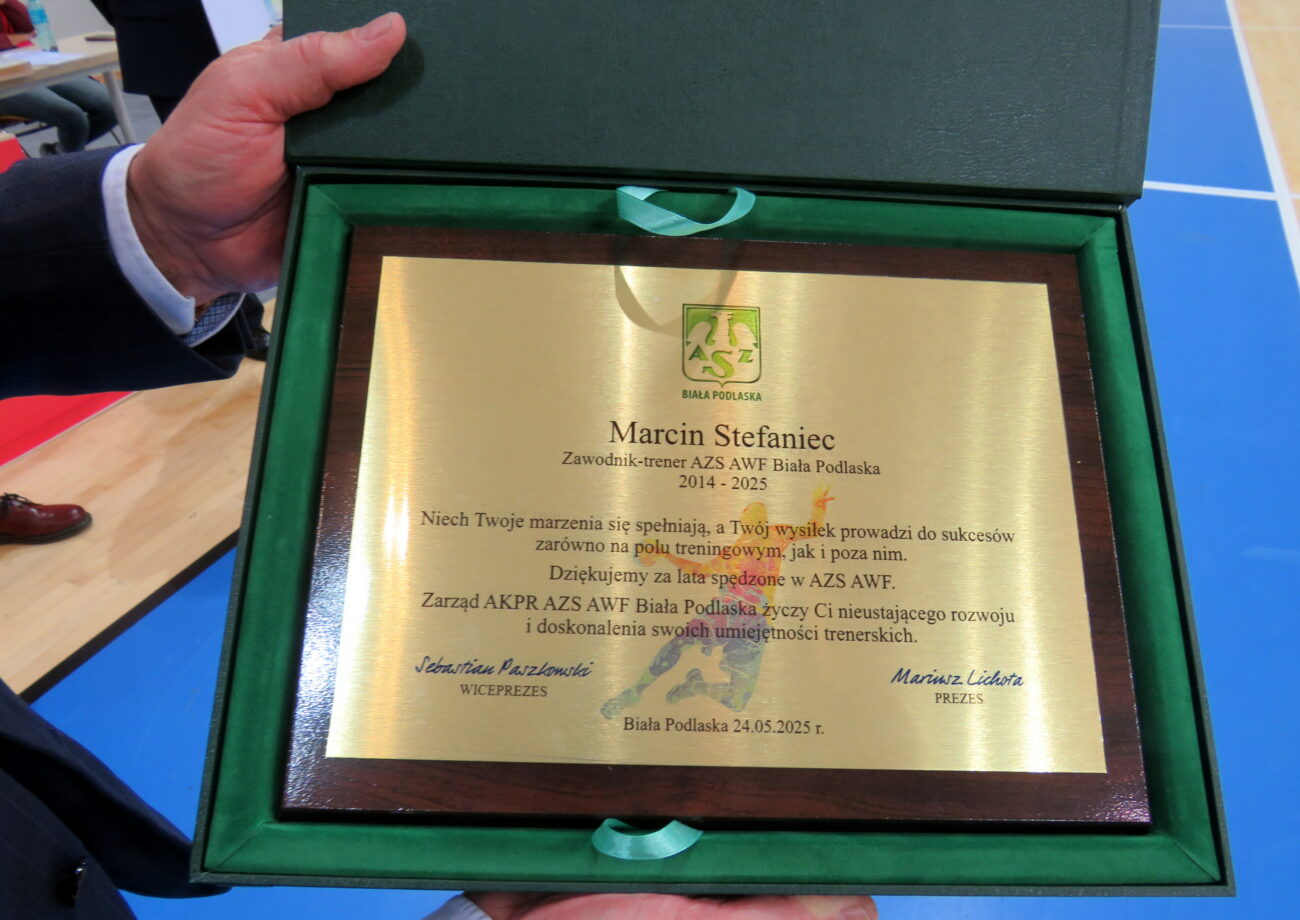 ASZ
BIAŁA PODLASKA
Marcin Stefaniec
Zawodnik-trener AZS AWF Biała Podlaska
2014 - 2025
Niech Twoje marzenia się spełniają, a Twój wysiłek prowadzi do sukcesów
zarówno na polu treningowym, jak i poza nim.
Dziękujemy za lata spędzone w AZS AWF.
Zarząd AKPR AZS AWF Biała Podlaska życzy Ci nieustającego rozwoju
i doskonalenia swoich umiejętności trenerskich.
Sebastian Paszkowski
WICEPREZES
Mariusz Lichota
PREZES
Biała Podlaska 24.05.2025 r.